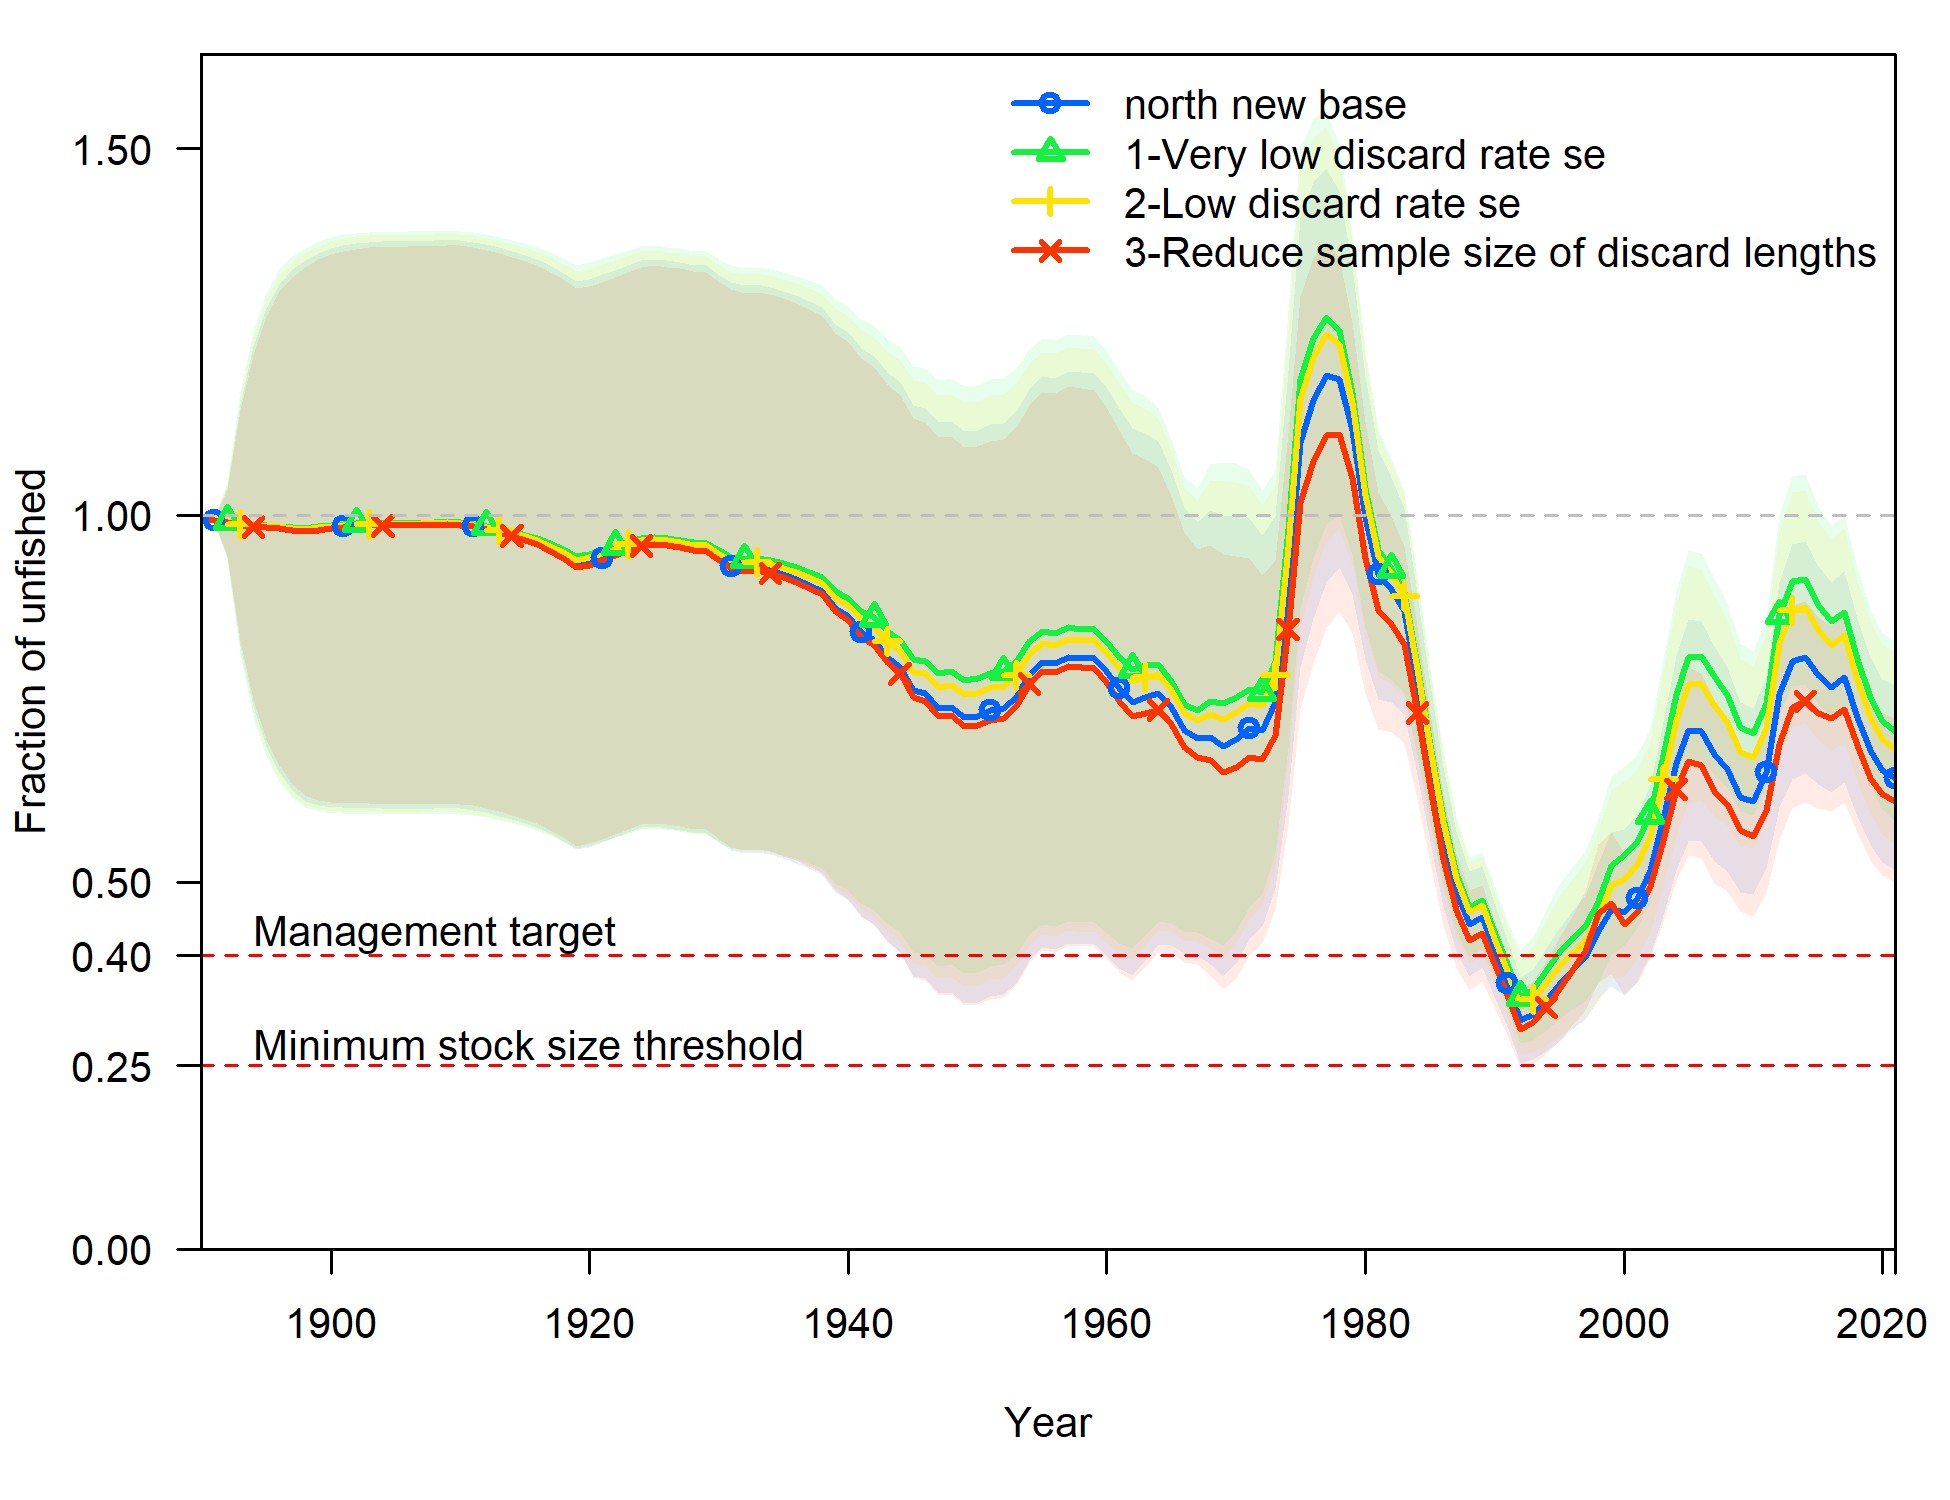 north new base
1-Very low discard rate se
2-Low discard rate se
3-Reduce sample size of discard lengths
Fraction of unfished
1.50
1.00
0.50
0.40
0.25
0.00
Management target
Minimum stock size threshold
1900 1920 1940 1960 1980 2000 2020
Year